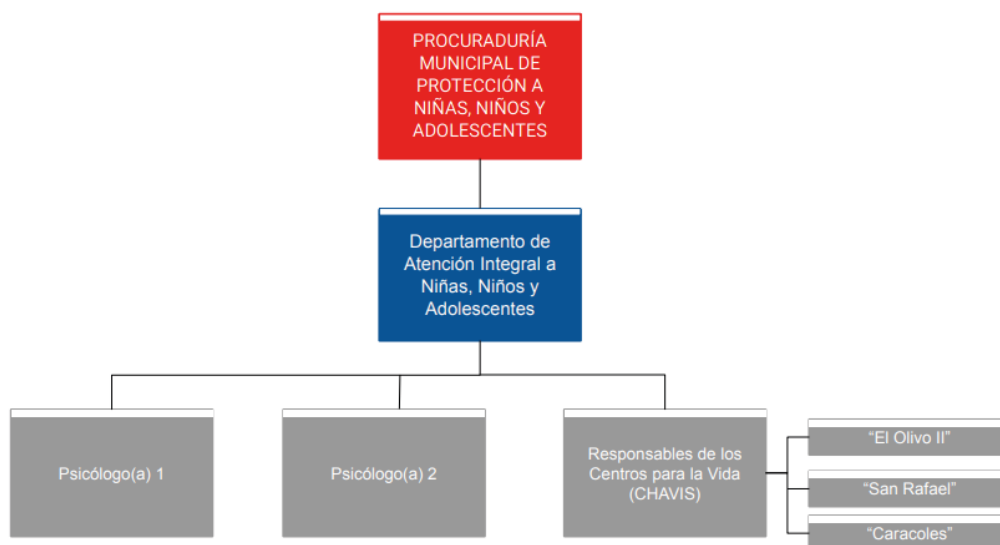 PROCURADURÍA
MUNICIPAL DE
PROTECCIÓN A
NIÑAS, NIÑOS Y
ADOLESCENTES
Departamento de
Atención Integral a
Niñas, Niños y
Adolescentes
Psicólogo(a) 1
Psicólogo(a) 2
Responsables de los
Centros para la Vida
(CHAVIS)
“El Olivo II”
“San Rafael”
“Caracoles”